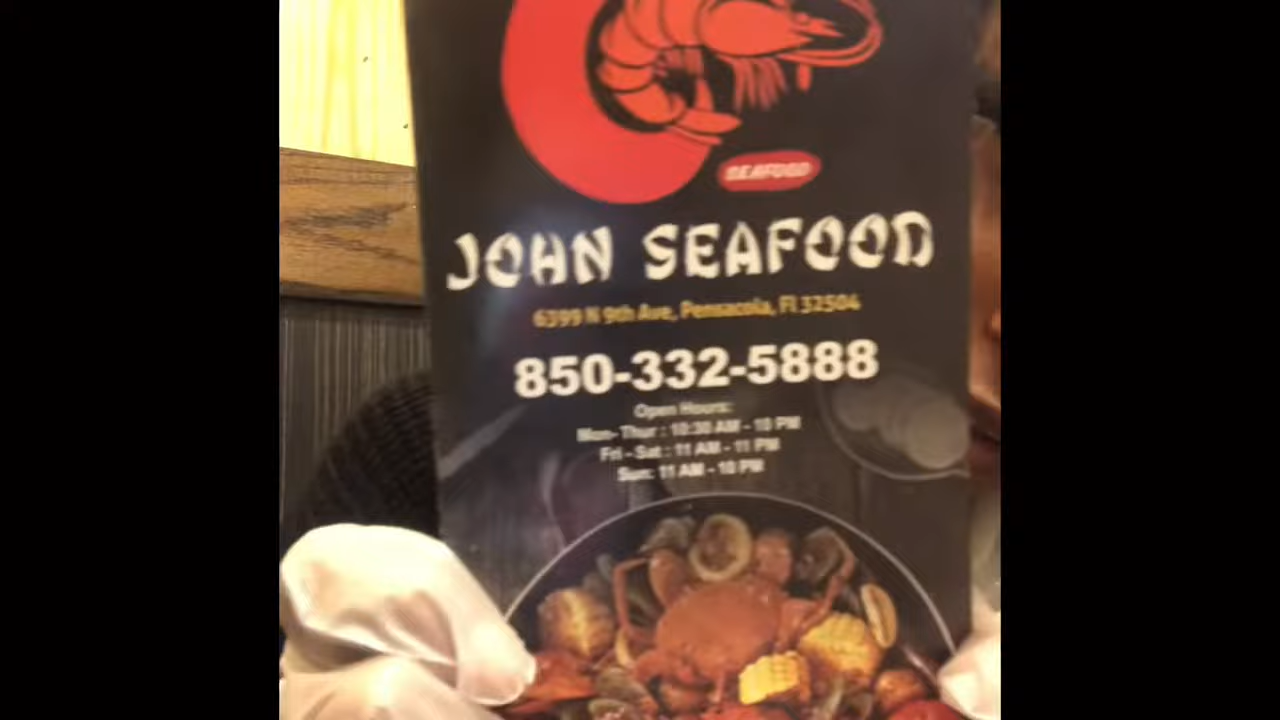 SEAFOOD
JOHN SEAFOOD
6399 N 9th Ave, Pensacola, Fl 32504
850-332-5888
Open Hours:
Mon- Thur : 10:30 AM - 10 PM
Fri - Sat : 11 AM - 11 PM
Sun: 11 AM - 10 PM